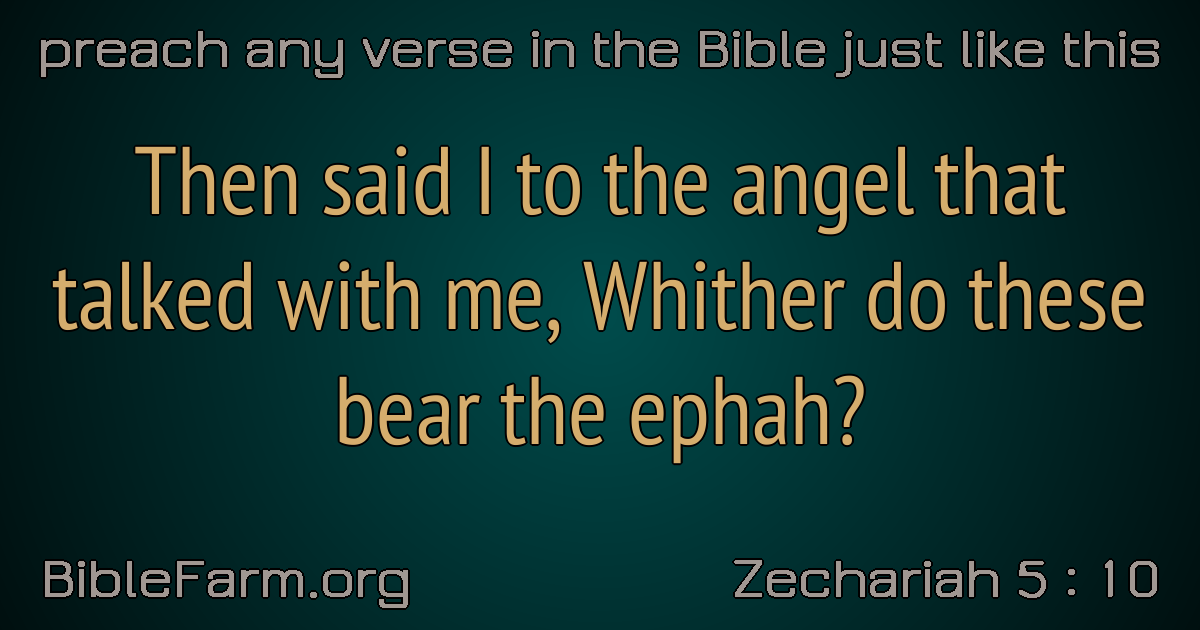 preach any verse in the Bible just like this
Then said I to the angel that
talked with me, Whither do these
bear the ephah?
BibleFarm.org
Zechariah 5 : 10